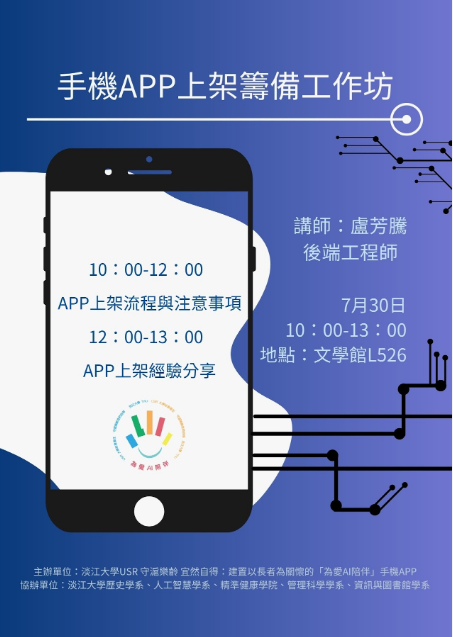 手機APP上架籌備工作坊
講師：盧芳騰
後端工程師
7月30日
10：00-13：00
地點：文學館L526
10：00-12：00
APP上架流程與注意事項
12：00-13：00
APP上架經驗分享
為愛AI陪伴
主辦單位：淡江大學USR 守滬樂齡 宜然自得：建置以長者為關懷的「為愛AI陪伴」手機APP
協辦單位：淡江大學歷史學系、人工智慧學系、精準健康學院、管理科學學系、資訊與圖書館學系